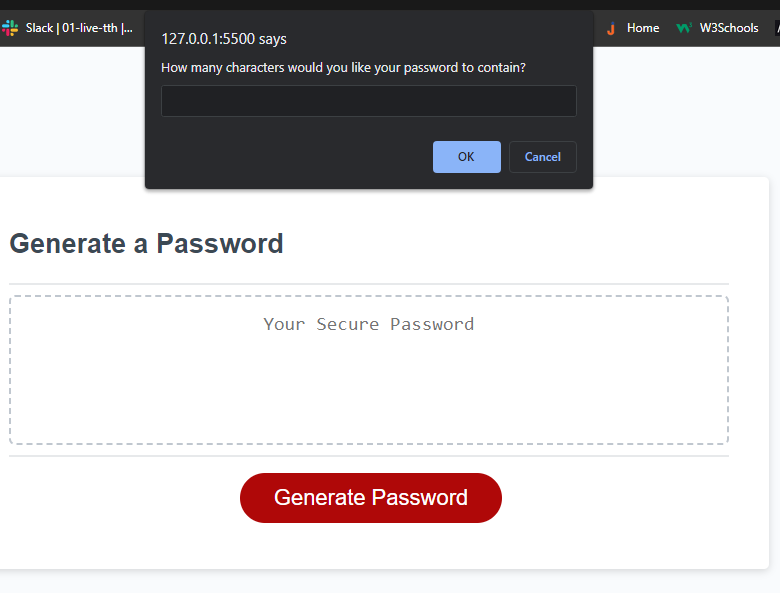 Slack | 01-live-tth |...
Home
W3Schools
127.0.0.1:5500 says
How many characters would you like your password to contain?
OK
Cancel
Generate a Password
Your Secure Password
Generate Password